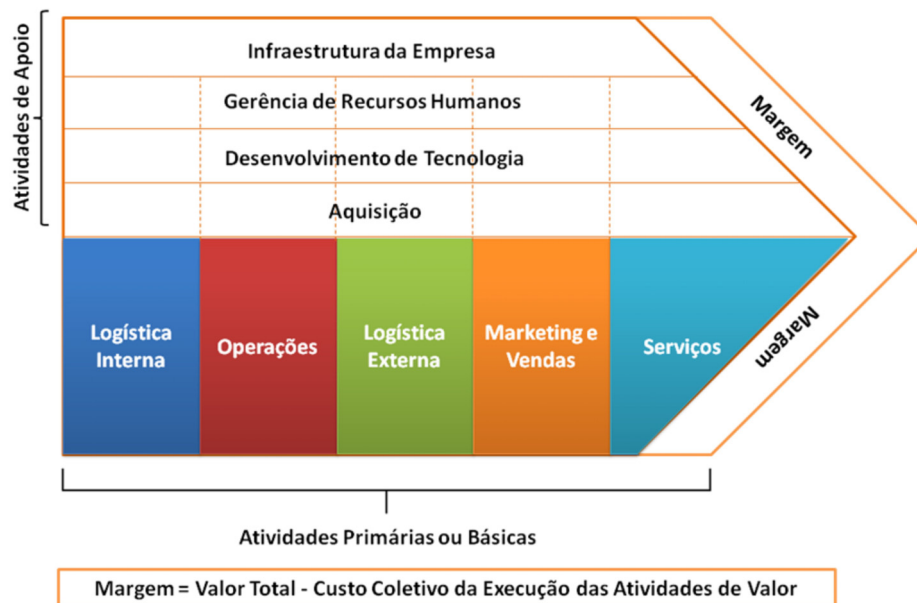 Atividades de Apoio
Infraestrutura da Empresa
Gerência de Recursos Humanos
Desenvolvimento de Tecnologia
Aquisição
Margem
Logística
Interna
Operações
Logística
Externa
Marketing e
Vendas
Serviços
Margem
Atividades Primárias ou Básicas
Margem = Valor Total - Custo Coletivo da Execução das Atividades de Valor